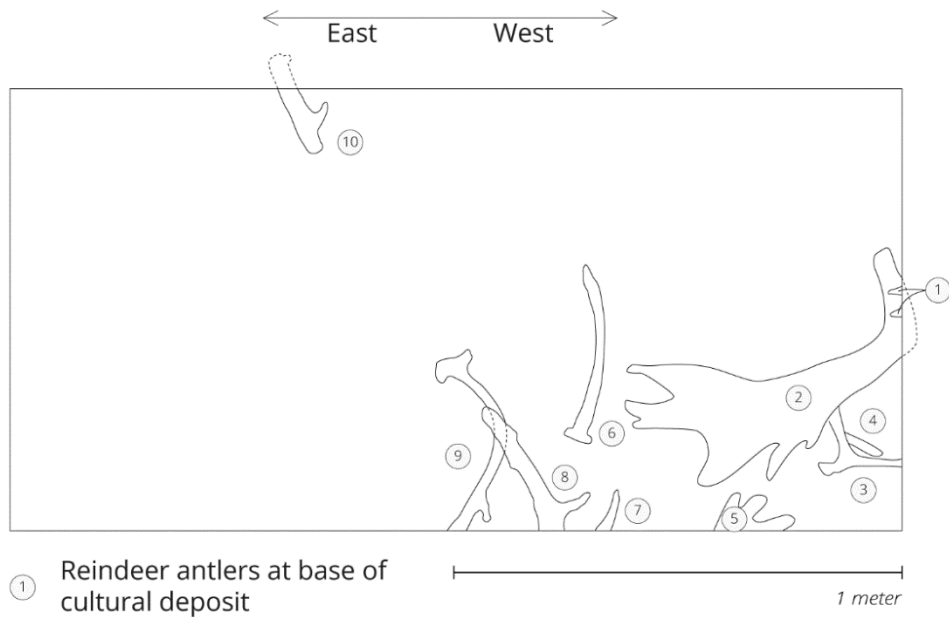 East West
10
1
2
4
6
9
8
3
7
5
1 Reindeer antlers at base of
cultural deposit
1 meter